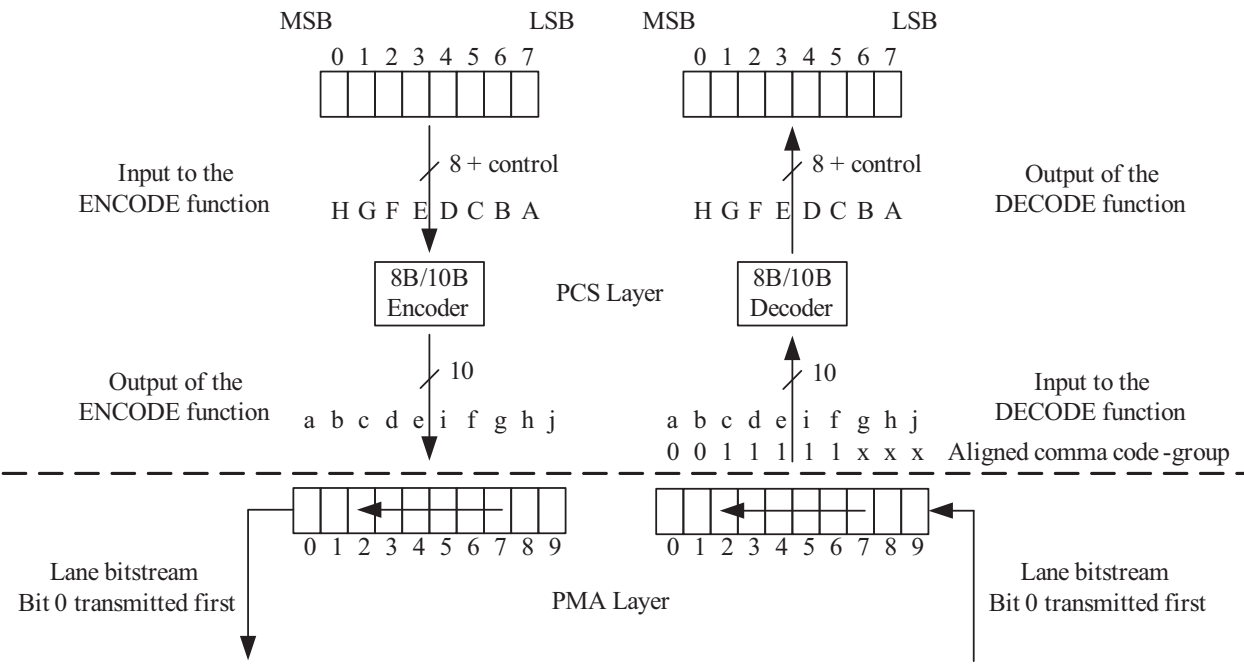 MSB LSB MSB LSB
0 1 2 3 4 5 6 7 0 1 2 3 4 5 6 7
8 + control 8 + control
Input to the
ENCODE function
Output of the
DECODE function
H G F E D C B A H G F E D C B A
8B/10B
Encoder
PCS Layer
8B/10B
Decoder
10 10
Output of the
ENCODE function
Input to the
DECODE function
a b c d e i f g h j a b c d e i f g h j
0 0 1 1 1 1 1 x x x Aligned comma code-group
0 1 2 3 4 5 6 7 8 9 0 1 2 3 4 5 6 7 8 9
Lane bitstream
Bit 0 transmitted first
PMA Layer
Lane bitstream
Bit 0 transmitted first